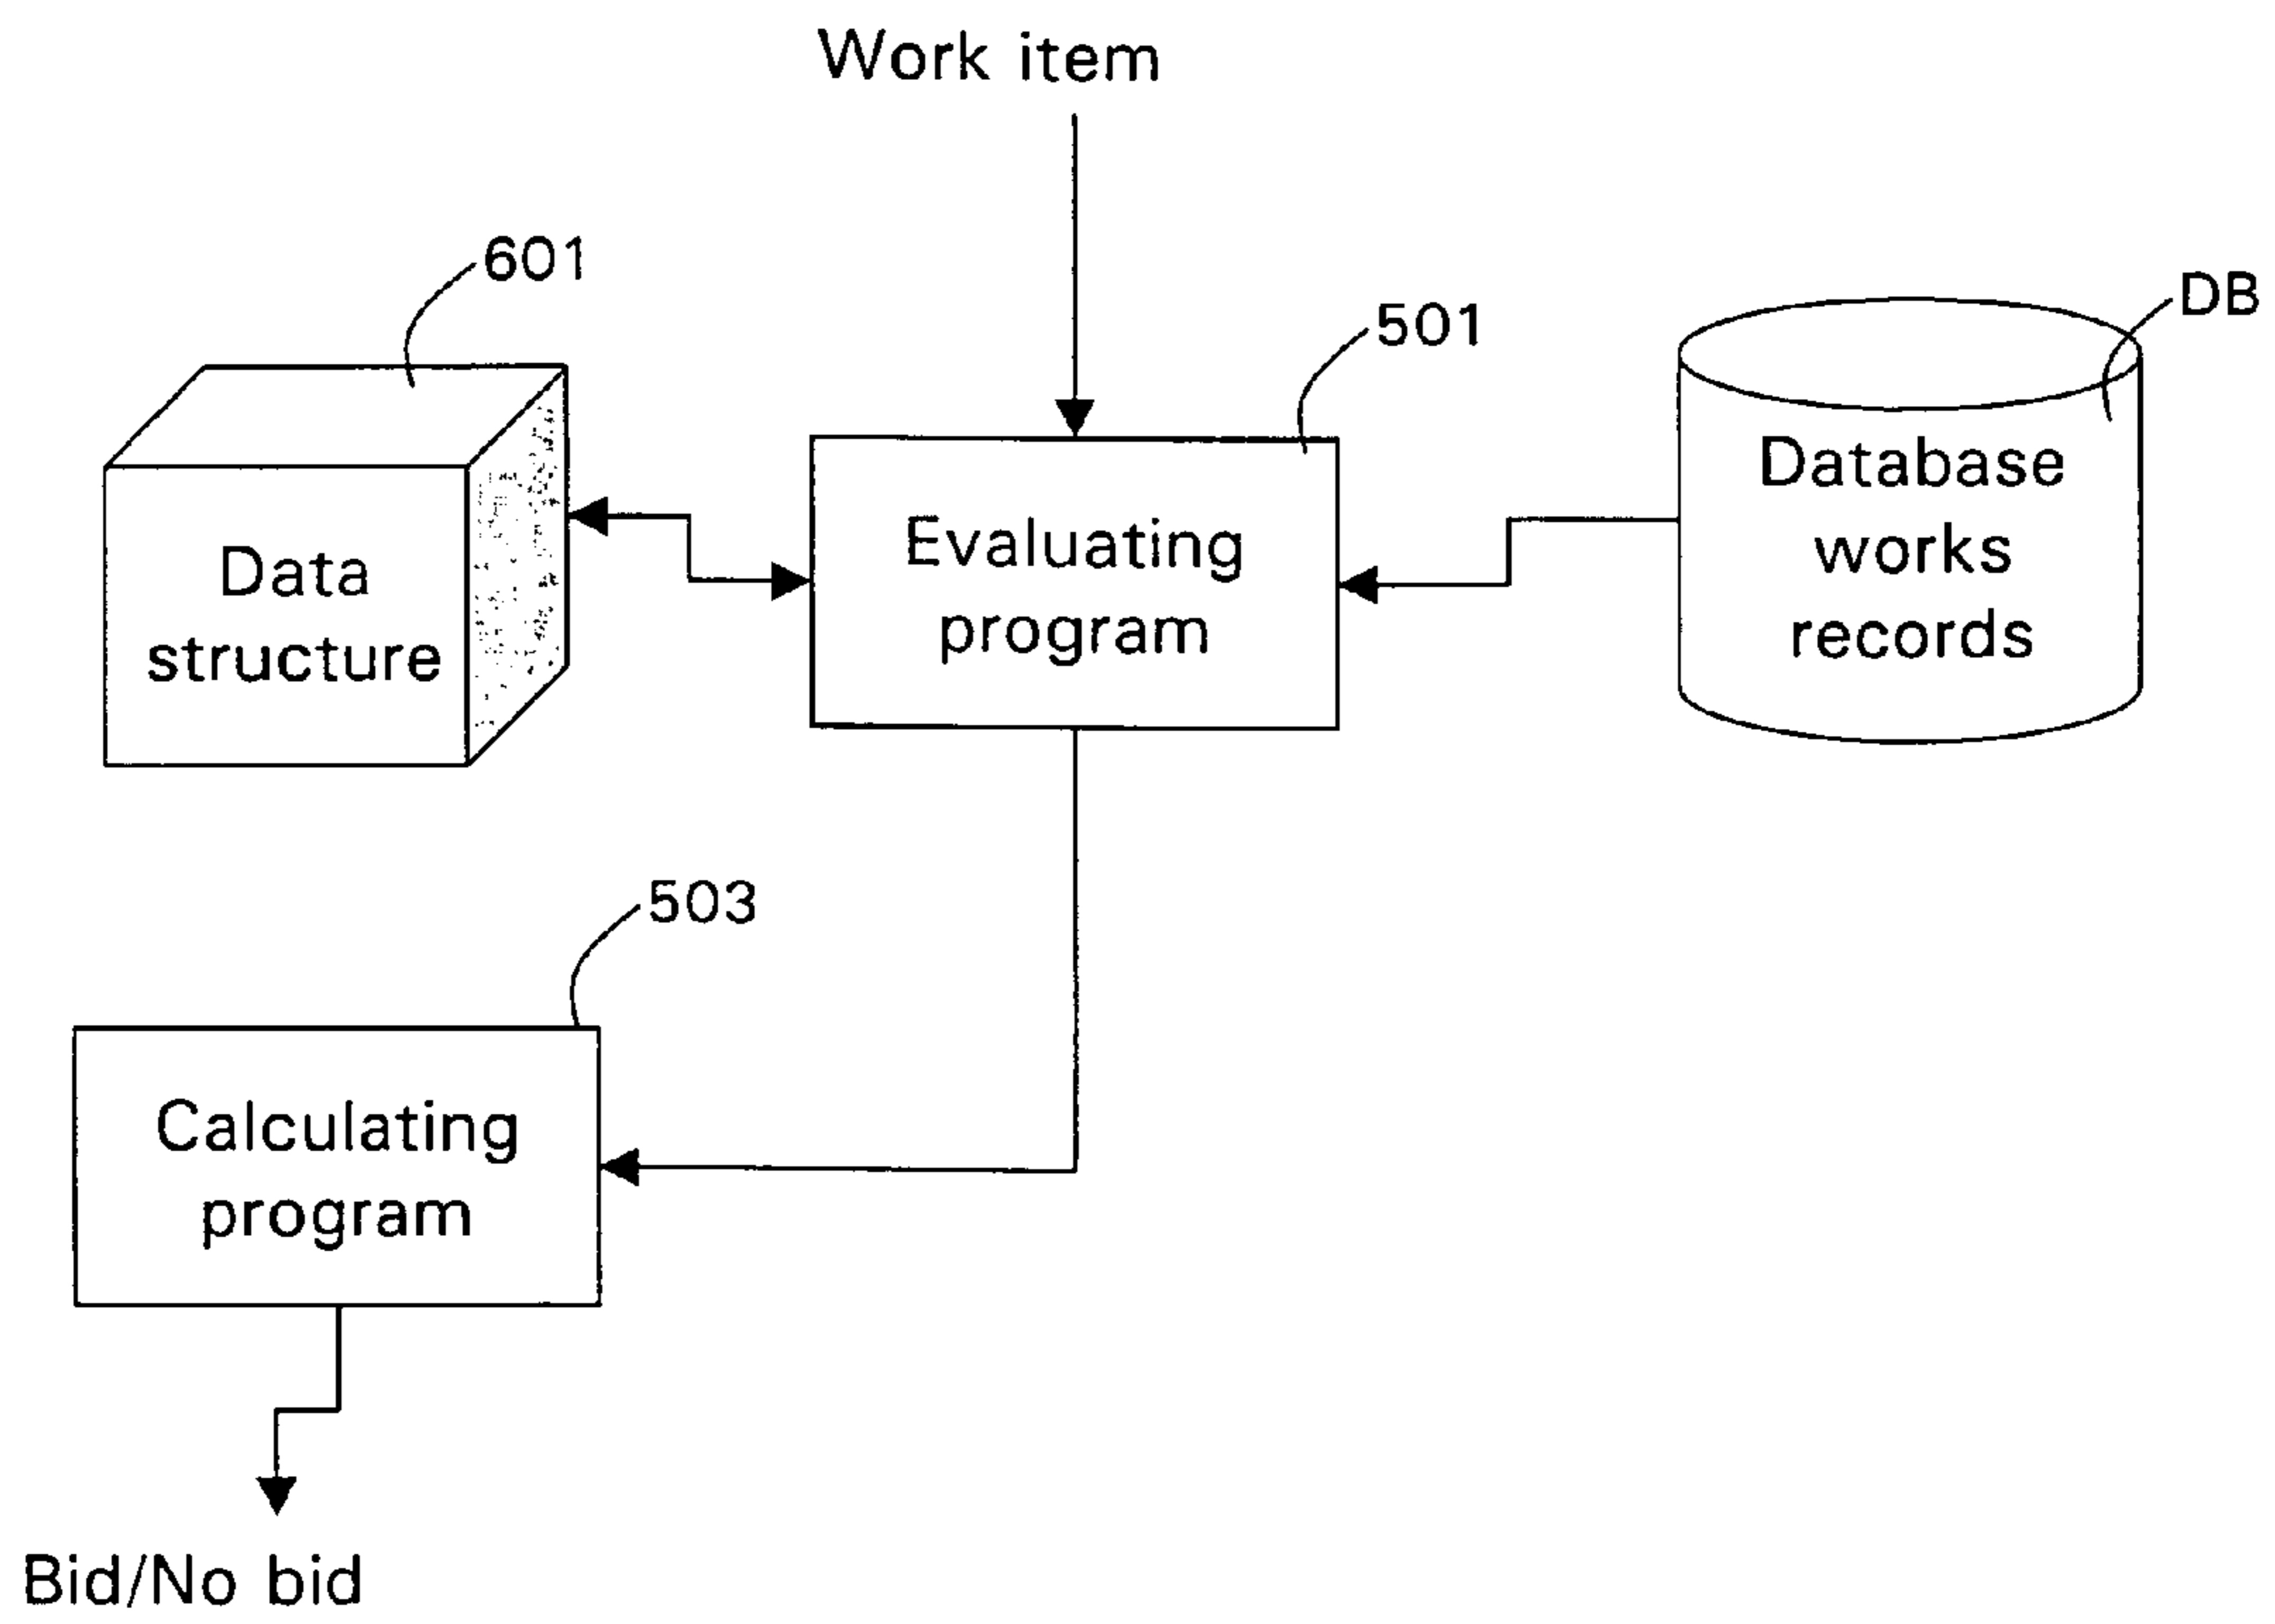 Work item
601
501
DB
Data
structure
Evaluating
program
Database
works
records
503
Calculating
program
Bid/No bid